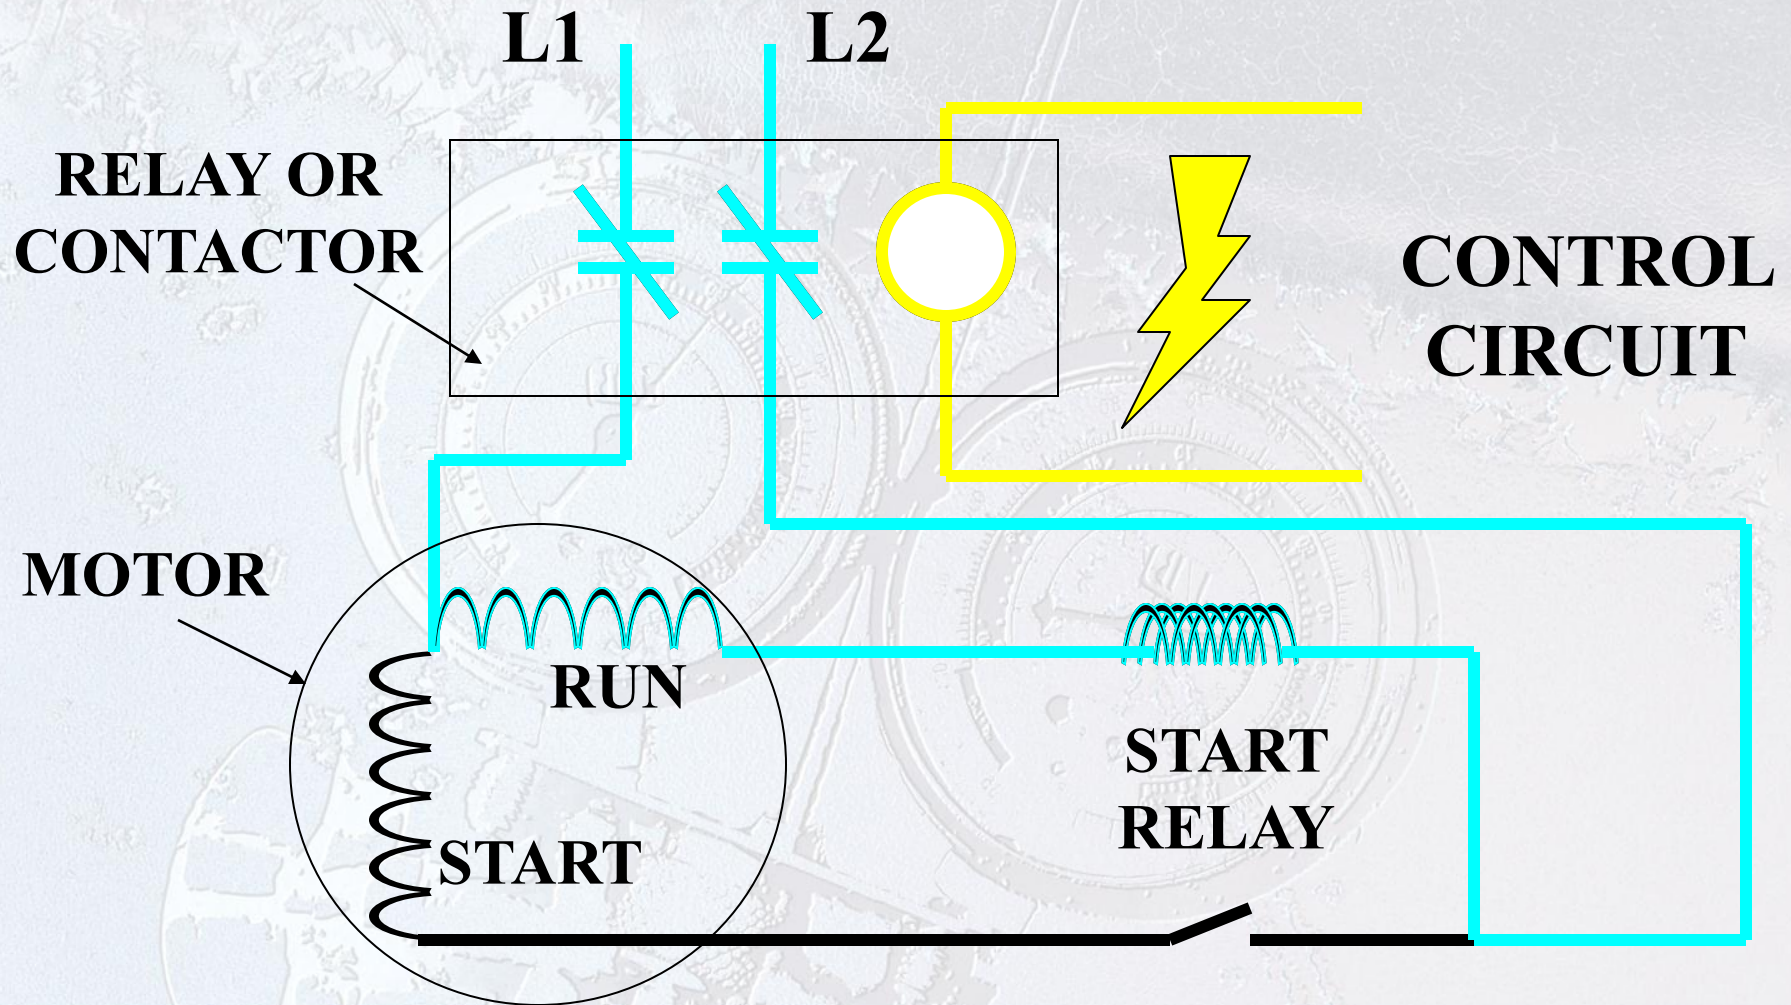 L1
L2
RELAY OR
CONTACTOR
CONTROL
CIRCUIT
MOTOR
RUN
START
RELAY
START